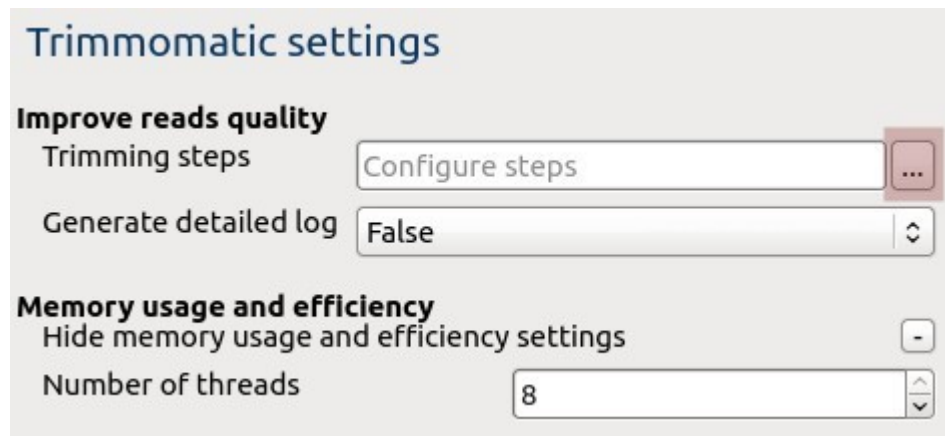 Trimmomatic settings
Improve reads quality
Trimming steps Configure steps ...
Generate detailed log False
Memory usage and efficiency
Hide memory usage and efficiency settings -
Number of threads 8